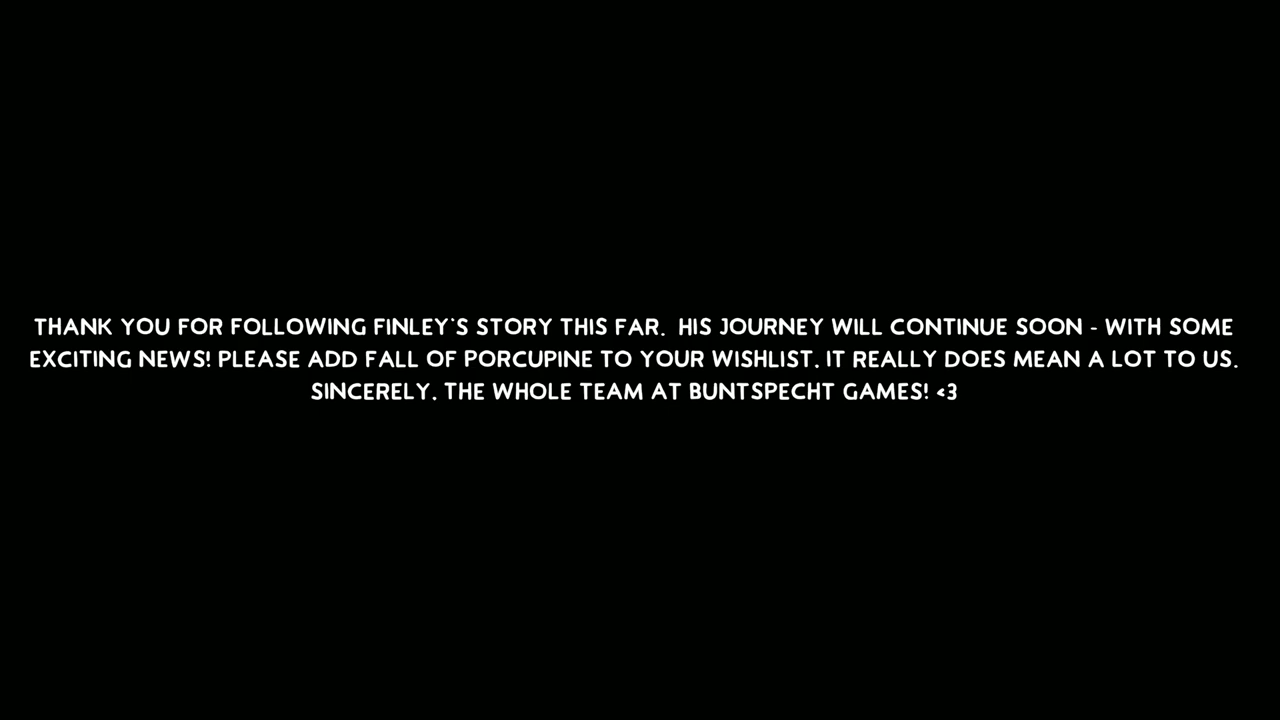 THANK YOU FOR FOLLOWING FINLEY'S STORY THIS FAR.  HIS JOURNEY WILL CONTINUE SOON - WITH SOME
EXCITING NEWS! PLEASE ADD FALL OF PORCUPINE TO YOUR WISHLIST, IT REALLY DOES MEAN A LOT TO US.
SINCERELY, THE WHOLE TEAM AT BUNTSPECHT GAMES! <3